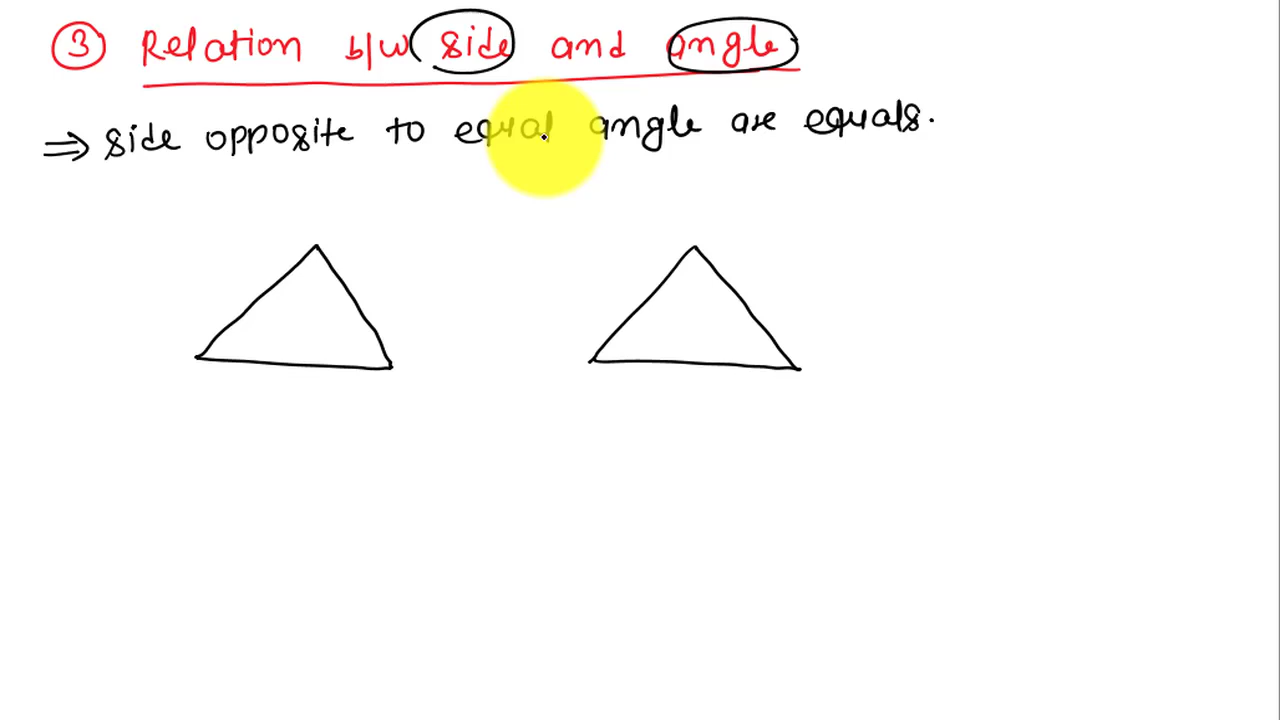 ③ Relation b/w side and angle
⇒ side opposite to equal angle are equals.